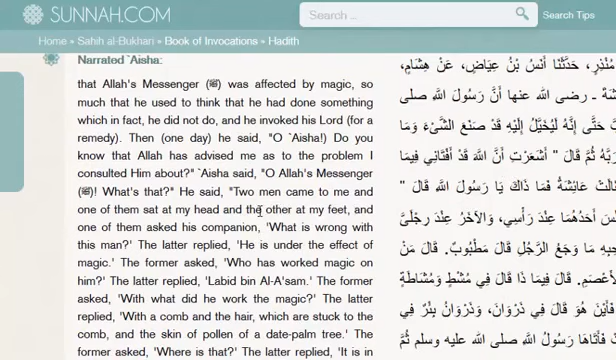 SUNNAH.COM
Search ...
Search Tips
Home » Sahih al-Bukhari » Book of Invocations » Hadith
Narrated `Aisha:
that Allah's Messenger (ﷺ) was affected by magic, so
much that he used to think that he had done something
which in fact, he did not do, and he invoked his Lord (for a
remedy). Then (one day) he said, "O `Aisha!) Do you
know that Allah has advised me as to the problem I
consulted Him about?" `Aisha said, "O Allah's Messenger
(ﷺ)! What's that?" He said, "Two men came to me and
one of them sat at my head and the other at my feet, and
one of them asked his companion, 'What is wrong with
this man?' The latter replied, 'He is under the effect of
magic.' The former asked, 'Who has worked magic on
him?' The latter replied, 'Labid bin Al-A'sam.' The former
asked, 'With what did he work the magic?' The latter
replied, 'With a comb and the hair, which are stuck to the
comb, and the skin of pollen of a date-palm tree.' The
former asked, 'Where is that?' The latter replied, 'It is in
مُنْذِرٍ، حَدَّثَنَا أَنَسُ بْنُ عِيَاضٍ، عَنْ هِشَامٍ،
ـ رضى الله عنها أَنَّ رَسُولَ اللَّهِ صلى
حَتَّى إِنَّهُ لَيُخَيَّلُ إِلَيْهِ قَدْ صَنَعَ الشَّىْءَ وَمَا
رَبَّهُ ثُمَّ قَالَ " أَشَعَرْتِ أَنَّ اللَّهَ قَدْ أَفْتَانِي فِيمَا
عَائِشَةُ فَمَا ذَاكَ يَا رَسُولَ اللَّهِ قَالَ "
أَحَدُهُمَا عِنْدَ رَأْسِي، وَالآخَرُ عِنْدَ رِجْلَىَّ
مَا وَجَعُ الرَّجُلِ قَالَ مَطْبُوبٌ. قَالَ مَنْ
قَالَ فِيمَا ذَا قَالَ فِي مُشْطٍ وَمُشَاطَةٍ
فَأَيْنَ هُوَ قَالَ فِي ذَرْوَانَ، وَذَرْوَانُ بِئْرٌ فِي
فَأَتَاهَا رَسُولُ اللَّهِ صلى الله عليه وسلم ثُمَّ